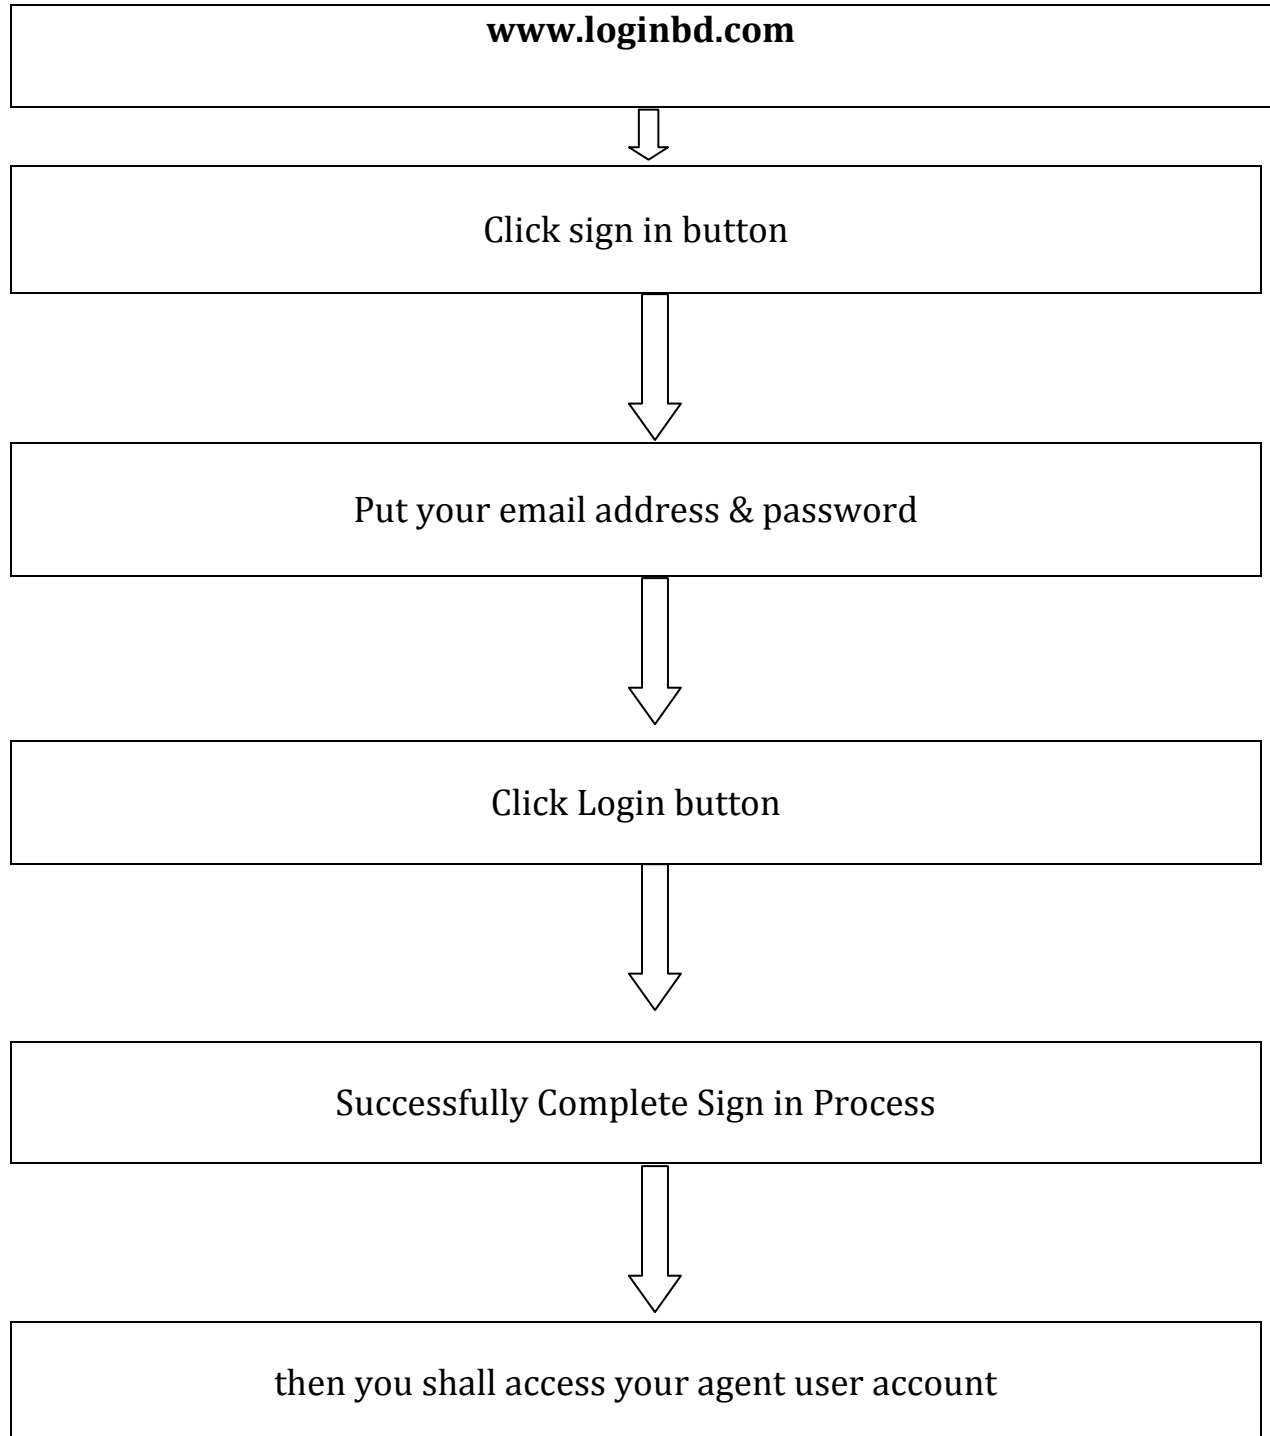 www.loginbd.com
Click sign in button
Put your email address & password
Click Login button
Successfully Complete Sign in Process
then you shall access your agent user account